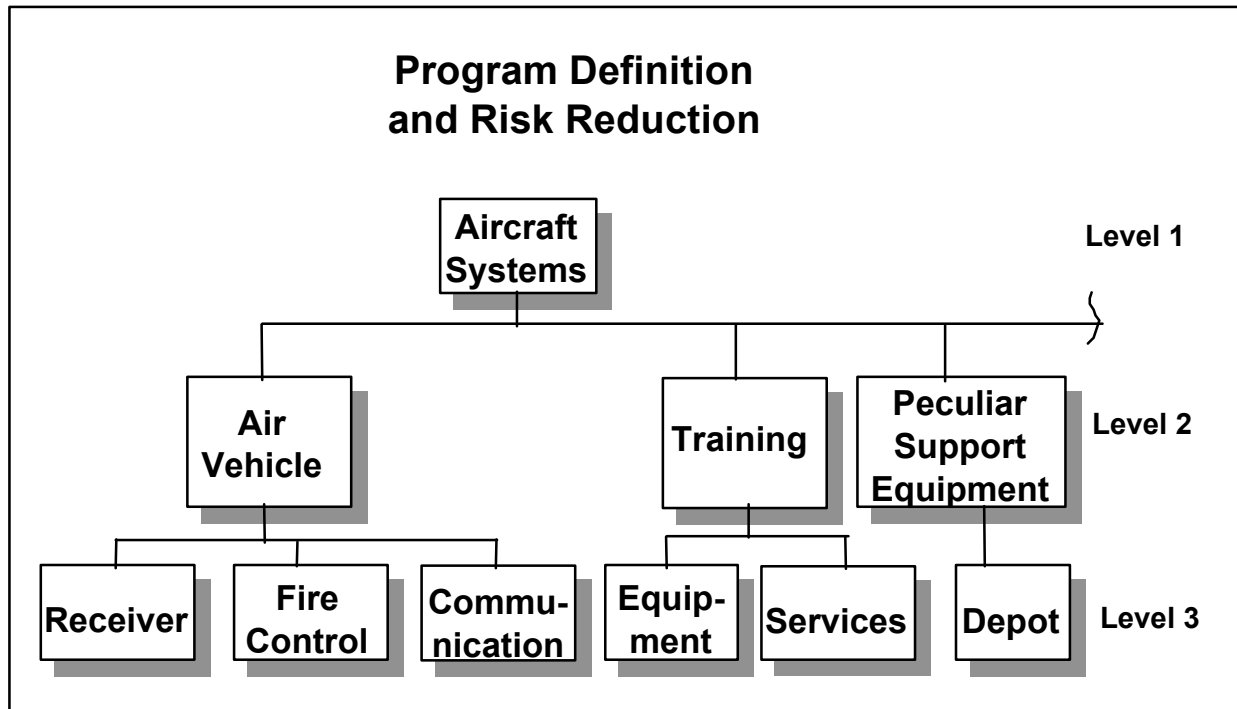 Program Definition
and Risk Reduction
Aircraft
Systems
Level 1
Air
Vehicle
Training
Peculiar
Support
Equipment
Level 2
Receiver
Fire
Control
Commu-
nication
Equip-
ment
Services
Depot
Level 3